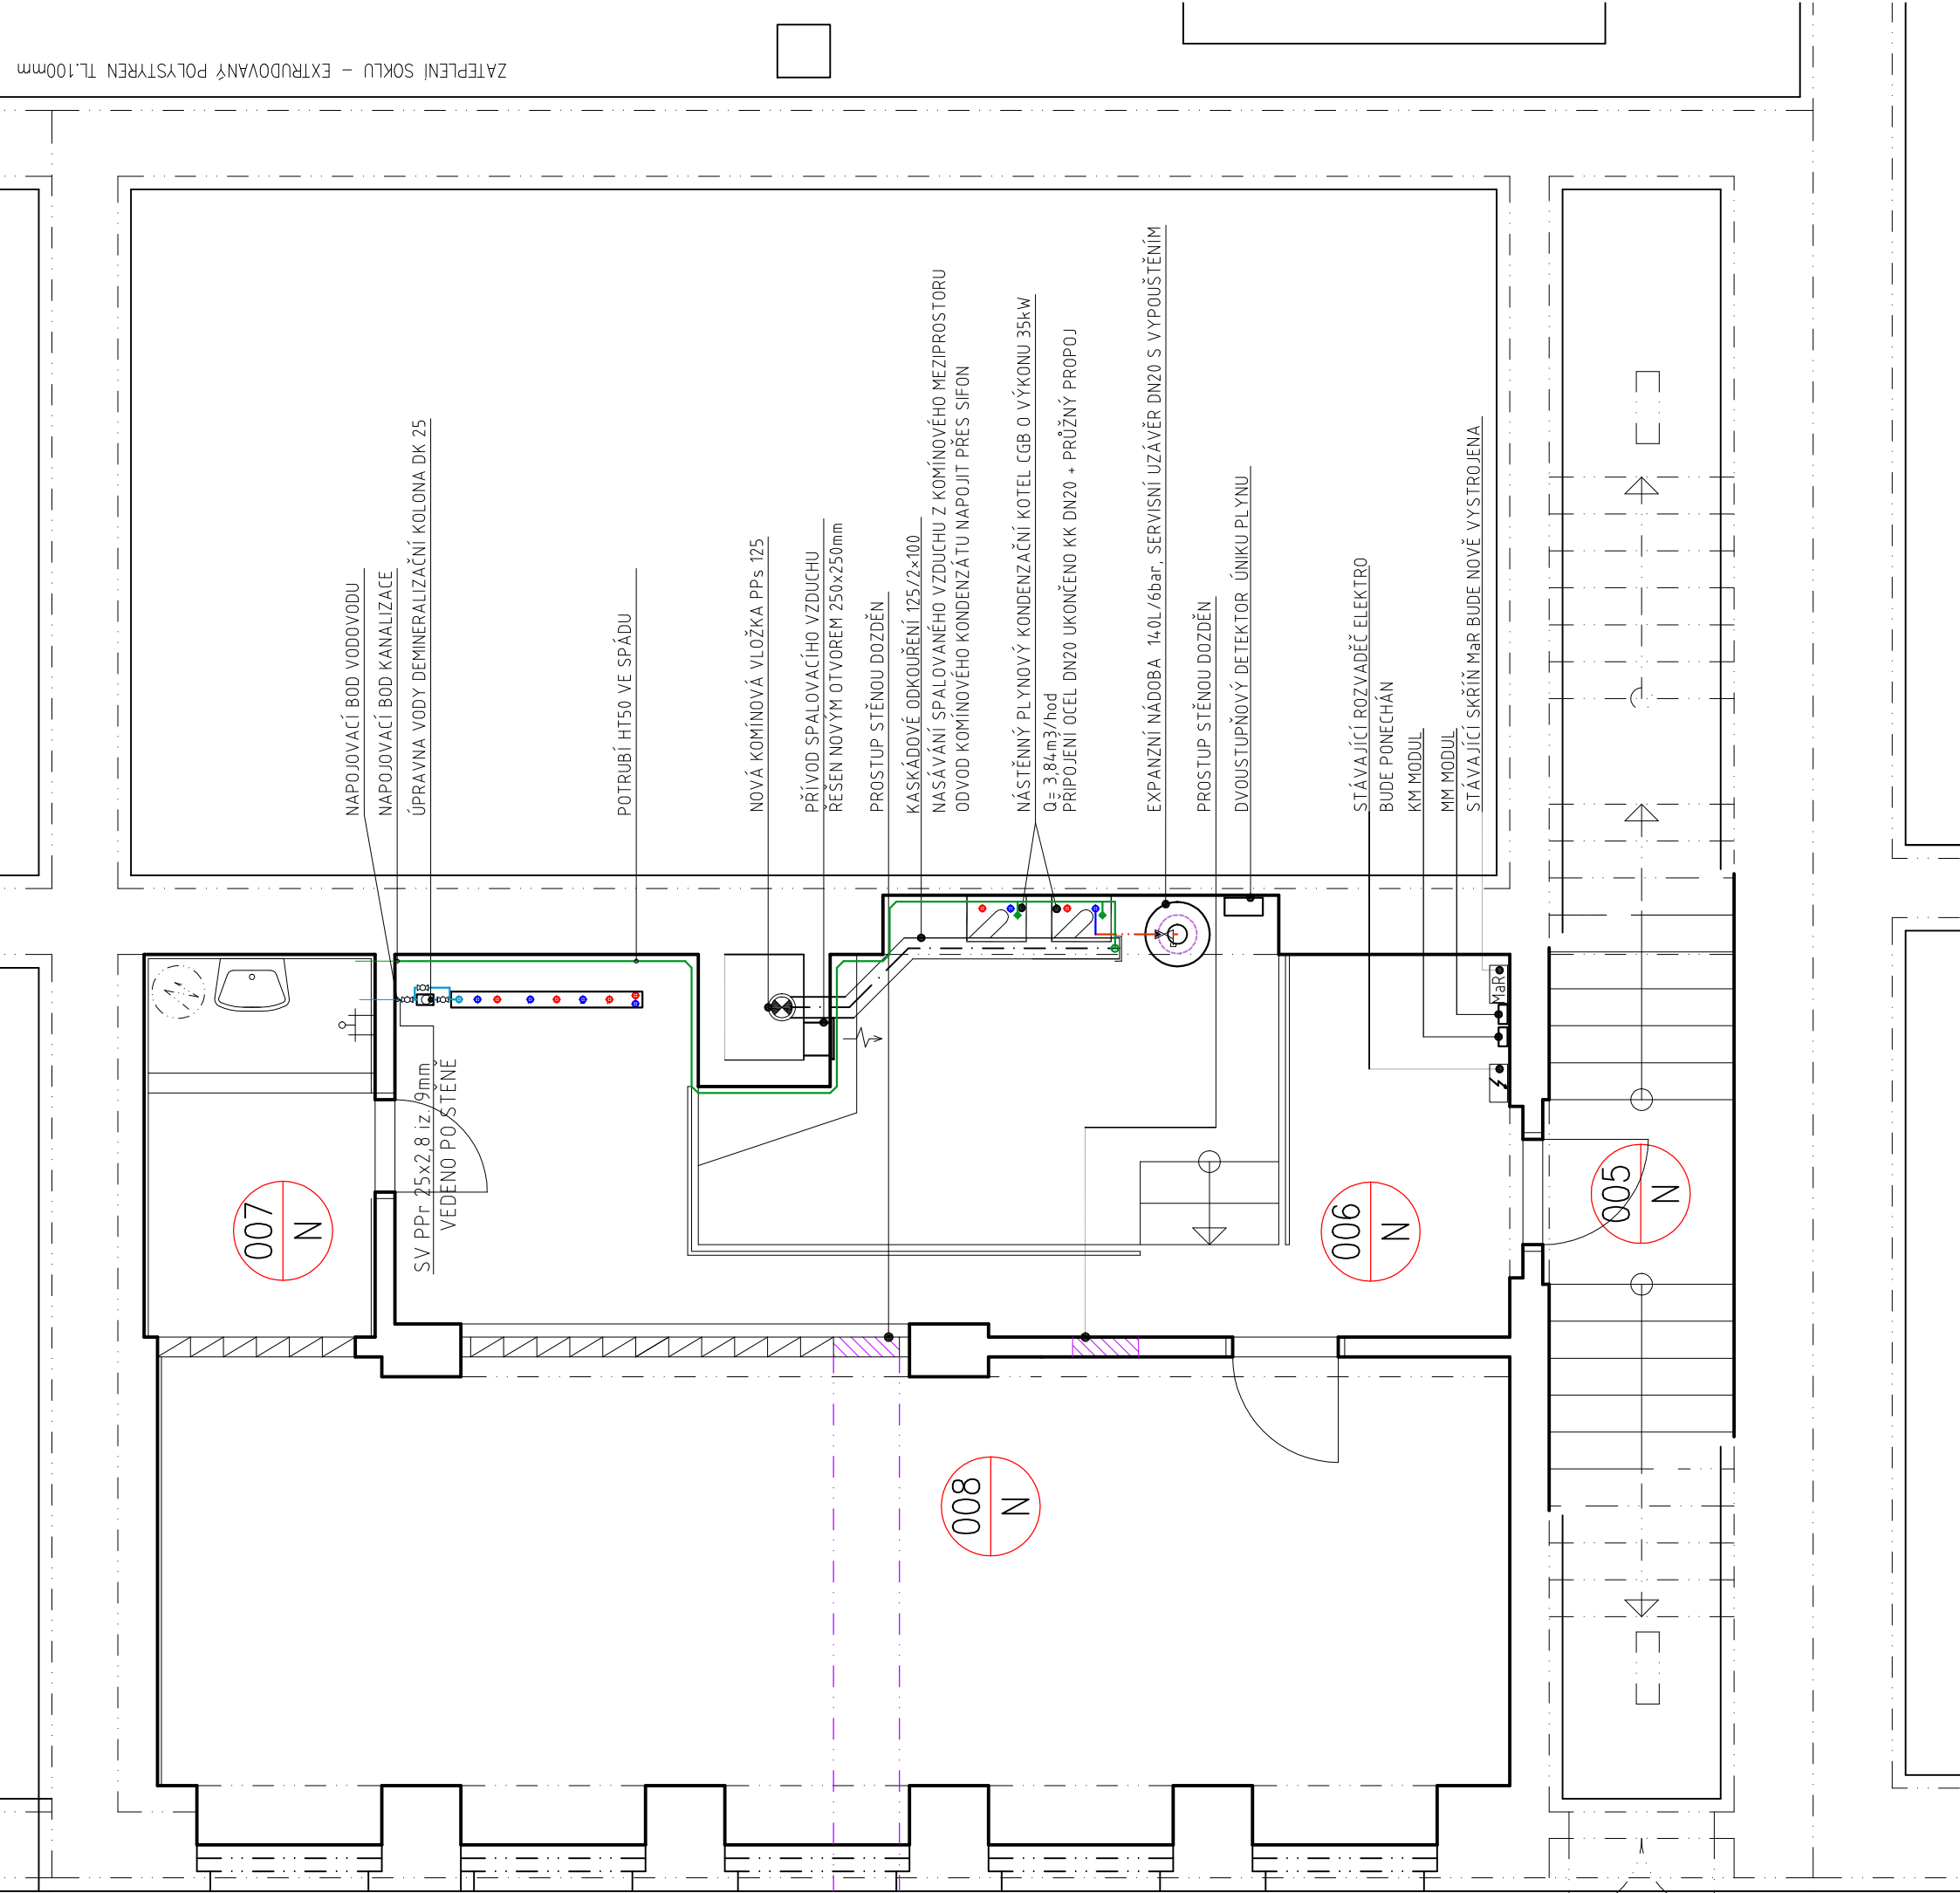 ZATEPLENÍ SOKLU - EXTRUDOVANÝ POLYSTYREN TL.100mm
NAPOJOVACÍ BOD VODOVODU
NAPOJOVACÍ BOD KANALIZACE
ÚPRAVNA VODY DEMINERALIZAČNÍ KOLONA DK 25
POTRUBÍ HT50 VE SPÁDU
NOVÁ KOMÍNOVÁ VLOŽKA PPs 125
PŘÍVOD SPALOVACÍHO VZDUCHU
ŘEŠEN NOVÝM OTVOREM 250x250mm
PROSTUP STĚNOU DOZDĚN
KASKÁDOVÉ ODKOUŘENÍ 125/2×100
NASÁVÁNÍ SPALOVANÉHO VZDUCHU Z KOMÍNOVÉHO MEZIPROSTORU
ODVOD KOMÍNOVÉHO KONDENZÁTU NAPOJIT PŘES SIFON
NÁSTĚNNÝ PLYNOVÝ KONDENZAČNÍ KOTEL CGB O VÝKONU 35kW
Q= 3,84m3/hod
PŘIPOJENÍ OCEL DN20 UKONČENO KK DN20 + PRŮŽNÝ PROPOJ
EXPANZNÍ NÁDOBA 140L/6bar, SERVISNÍ UZÁVĚR DN20 S VYPOUŠTĚNÍM
PROSTUP STĚNOU DOZDĚN
DVOUSTUPŇOVÝ DETEKTOR ÚNIKU PLYNU
STÁVAJÍCÍ ROZVADĚČ ELEKTRO
BUDE PONECHÁN
KM MODUL
MM MODUL
STÁVAJÍCÍ SKŘÍŇ MaR BUDE NOVĚ VYSTROJENA
MaR
SV PPr 25x2,8 iz. 9mm
VEDENO PO STĚNĚ
007
N
006
N
005
N
008
N